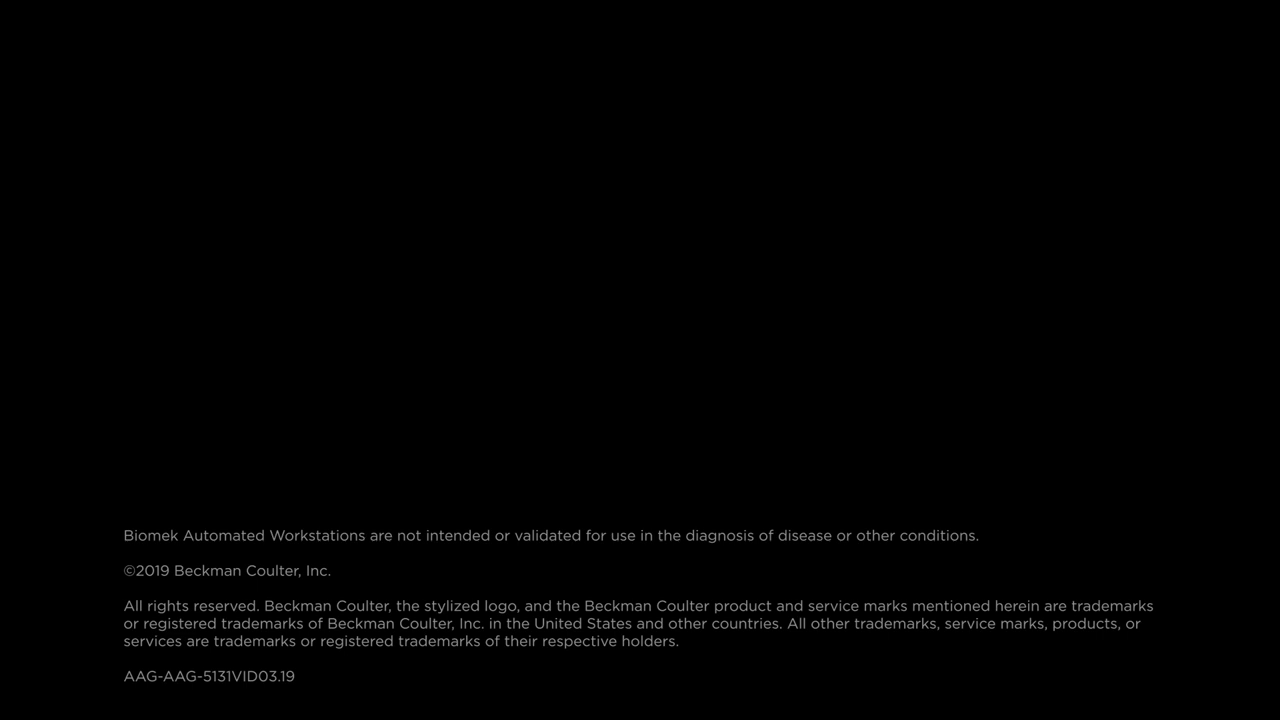 Biomek Automated Workstations are not intended or validated for use in the diagnosis of disease or other conditions.
©2019 Beckman Coulter, Inc.
All rights reserved. Beckman Coulter, the stylized logo, and the Beckman Coulter product and service marks mentioned herein are trademarks
or registered trademarks of Beckman Coulter, Inc. in the United States and other countries. All other trademarks, service marks, products, or
services are trademarks or registered trademarks of their respective holders.
AAG-AAG-5131VID03.19